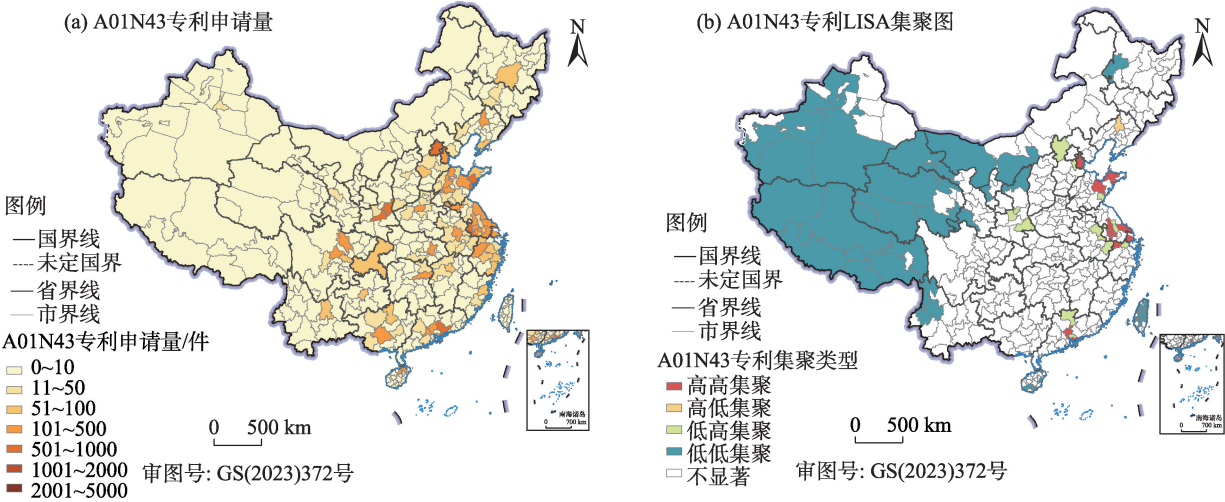 (a) A01N43专利申请量
N
图例
国界线
未定国界
省界线
市界线
A01N43专利申请量/件
0~10
11~50
51~100
101~500
501~1000
1001~2000
2001~5000
0 500 km
审图号: GS(2023)372号
南海诸岛
0 700 km
(b) A01N43专利LISA集聚图
N
图例
国界线
未定国界
省界线
市界线
A01N43专利集聚类型
高高集聚
高低集聚
低高集聚
低低集聚
不显著
0 500 km
审图号: GS(2023)372号
南海诸岛
0 700 km